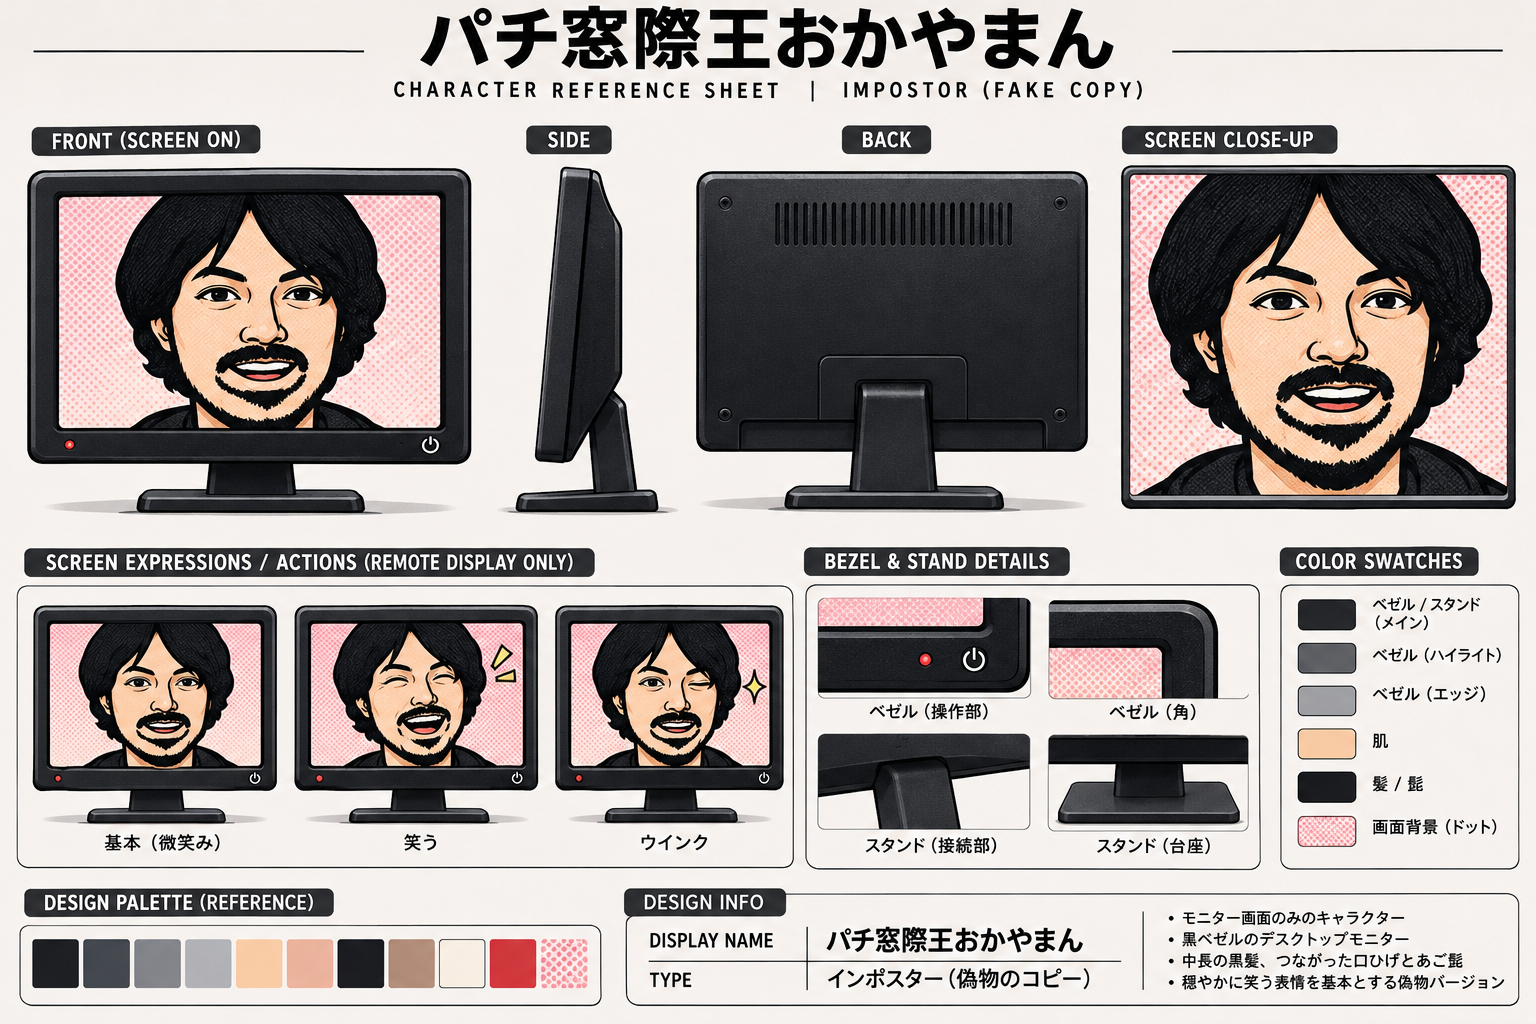 パチ窓際王おかやまん
CHARACTER REFERENCE SHEET | IMPOSTOR (FAKE COPY)
FRONT (SCREEN ON)
SIDE
BACK
SCREEN CLOSE-UP
SCREEN EXPRESSIONS / ACTIONS (REMOTE DISPLAY ONLY)
基本（微笑み）
笑う
ウインク
BEZEL & STAND DETAILS
ベゼル（操作部）
ベゼル（角）
スタンド（接続部）
スタンド（台座）
COLOR SWATCHES
ベゼル / スタンド
（メイン）
ベゼル（ハイライト）
ベゼル（エッジ）
肌
髪 / 髭
画面背景（ドット）
DESIGN PALETTE (REFERENCE)
DESIGN INFO
DISPLAY NAME
パチ窓際王おかやまん
TYPE
インポスター（偽物のコピー）
• モニター画面のみのキャラクター
• 黒ベゼルのデスクトップモニター
• 中長の黒髪、つながった口ひげとあご髭
• 穏やかに笑う表情を基本とする偽物バージョン